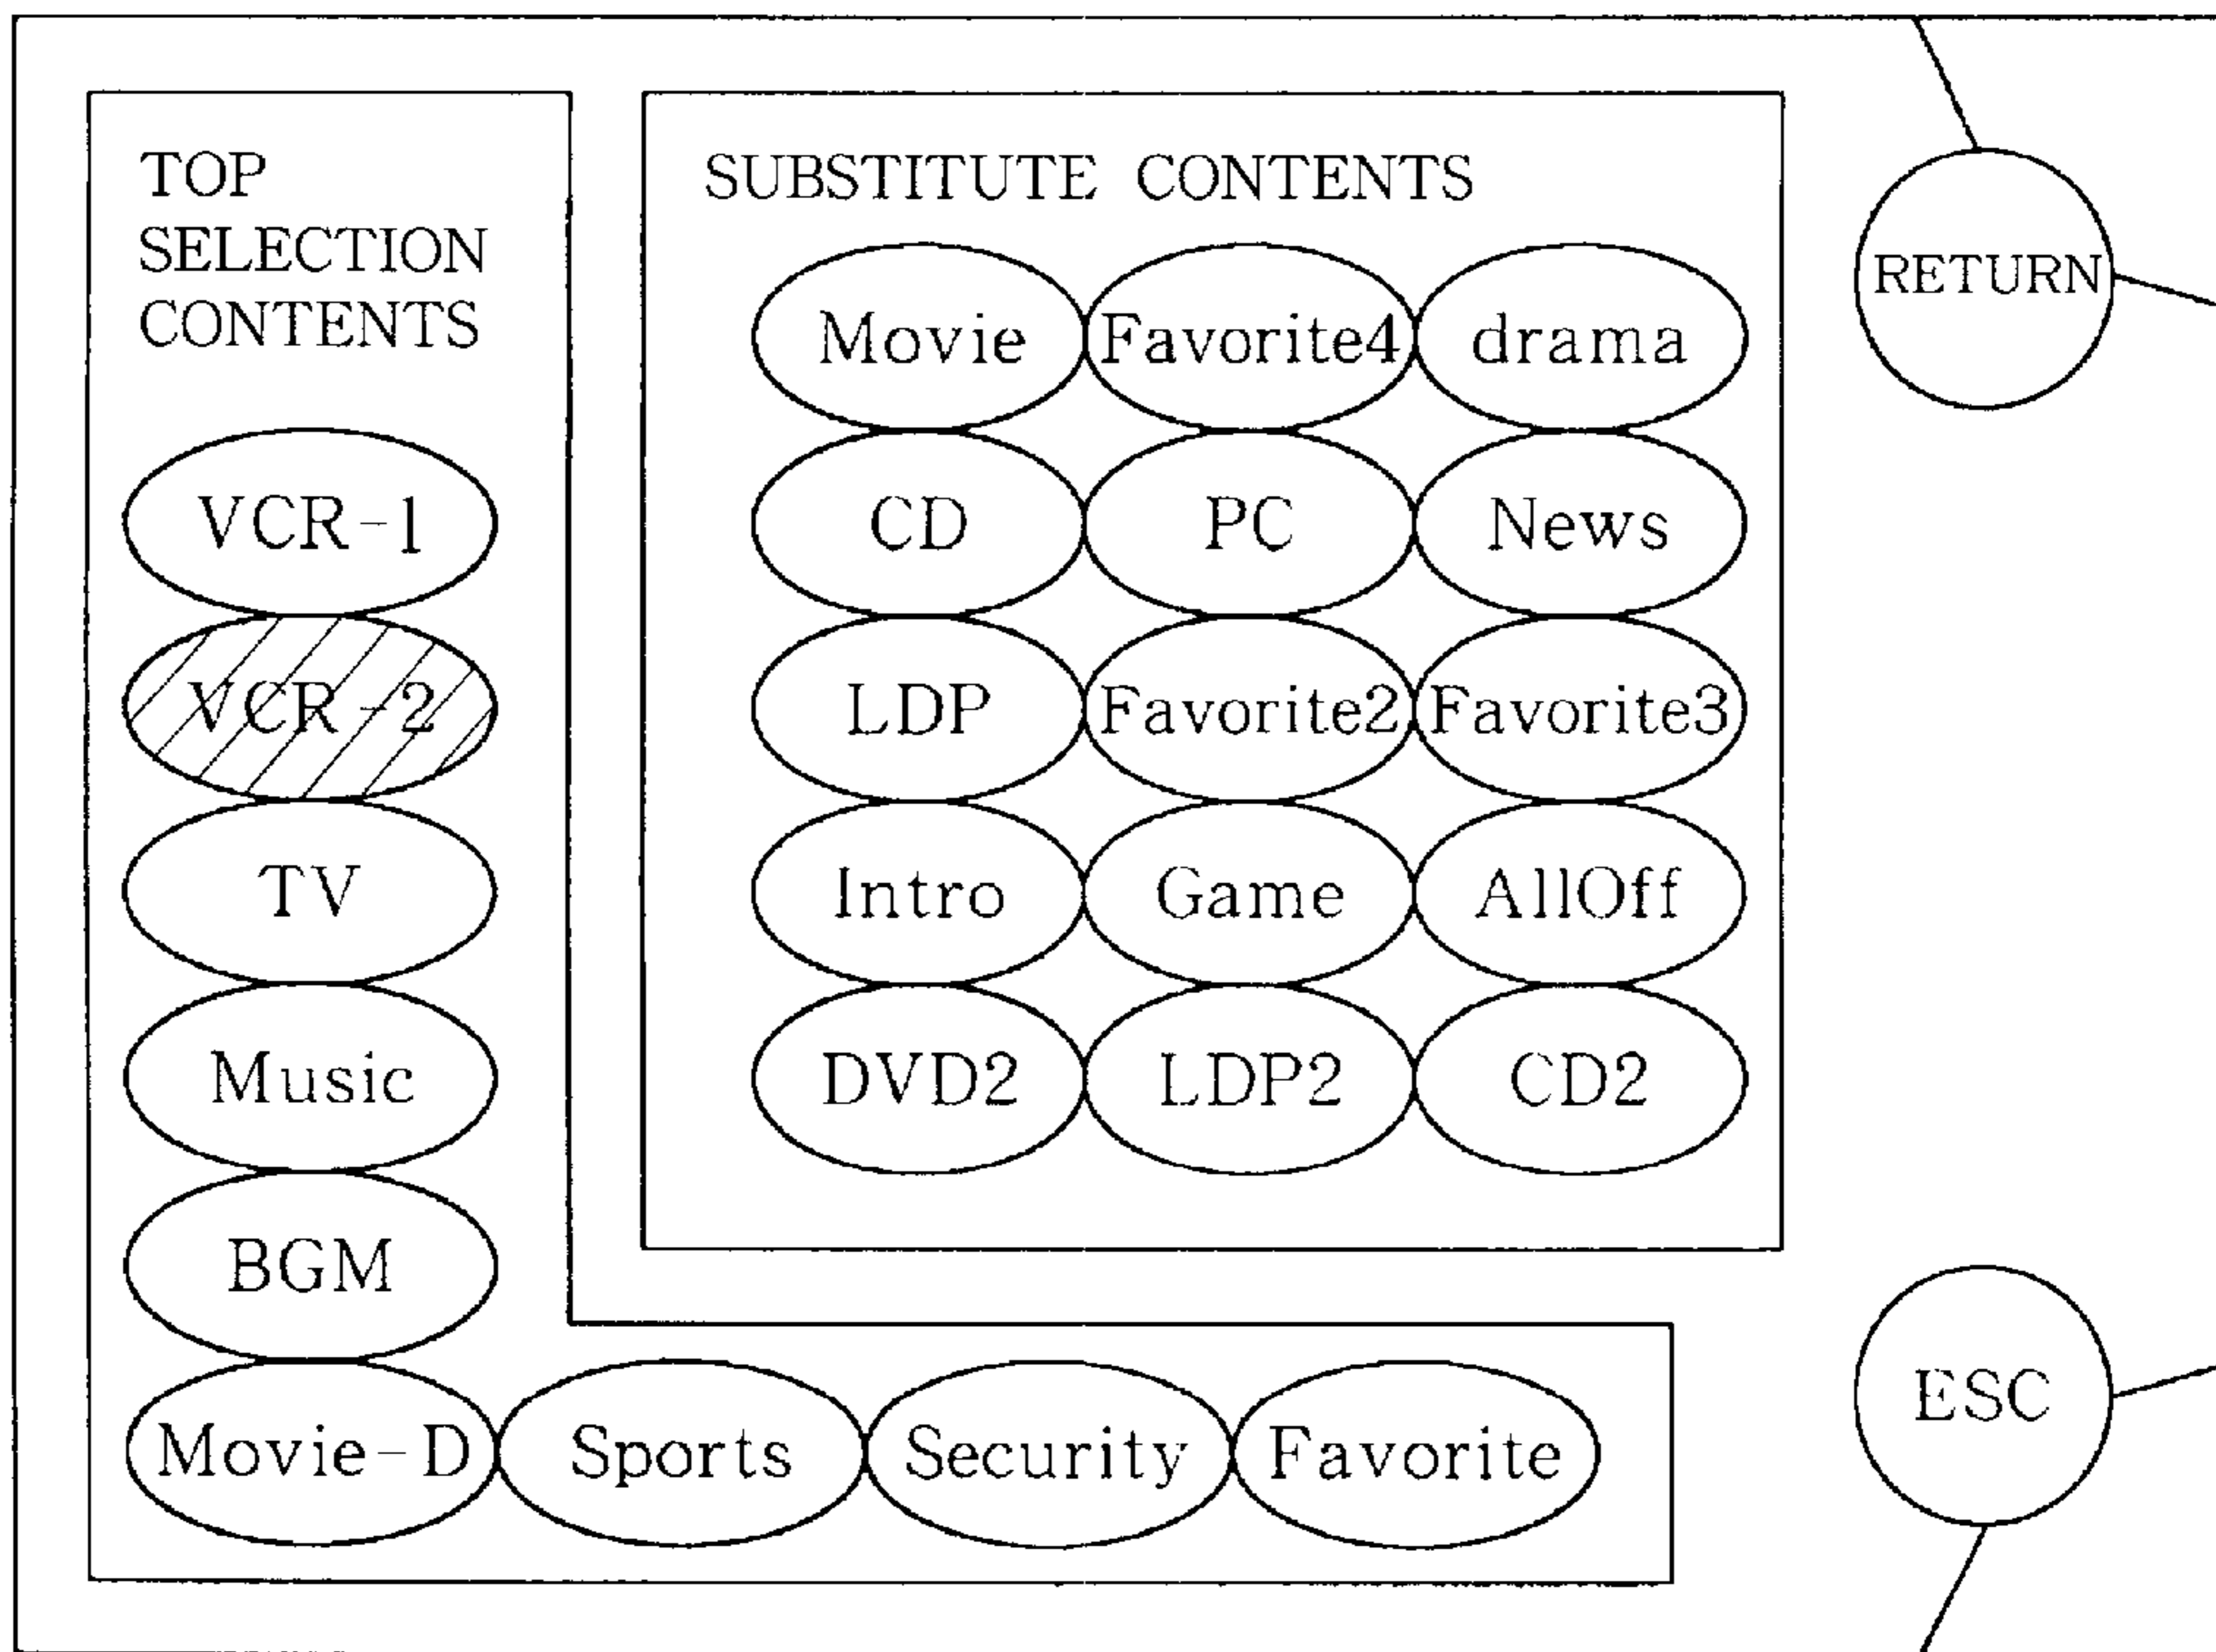 TOP
SELECTION
CONTENTS
VCR-1
VCR-2
TV
Music
BGM
Movie-D Sports Security Favorite
SUBSTITUTE CONTENTS
Movie Favorite4 drama
CD PC News
LDP Favorite2 Favorite3
Intro Game AllOff
DVD2 LDP2 CD2
RETURN
ESC